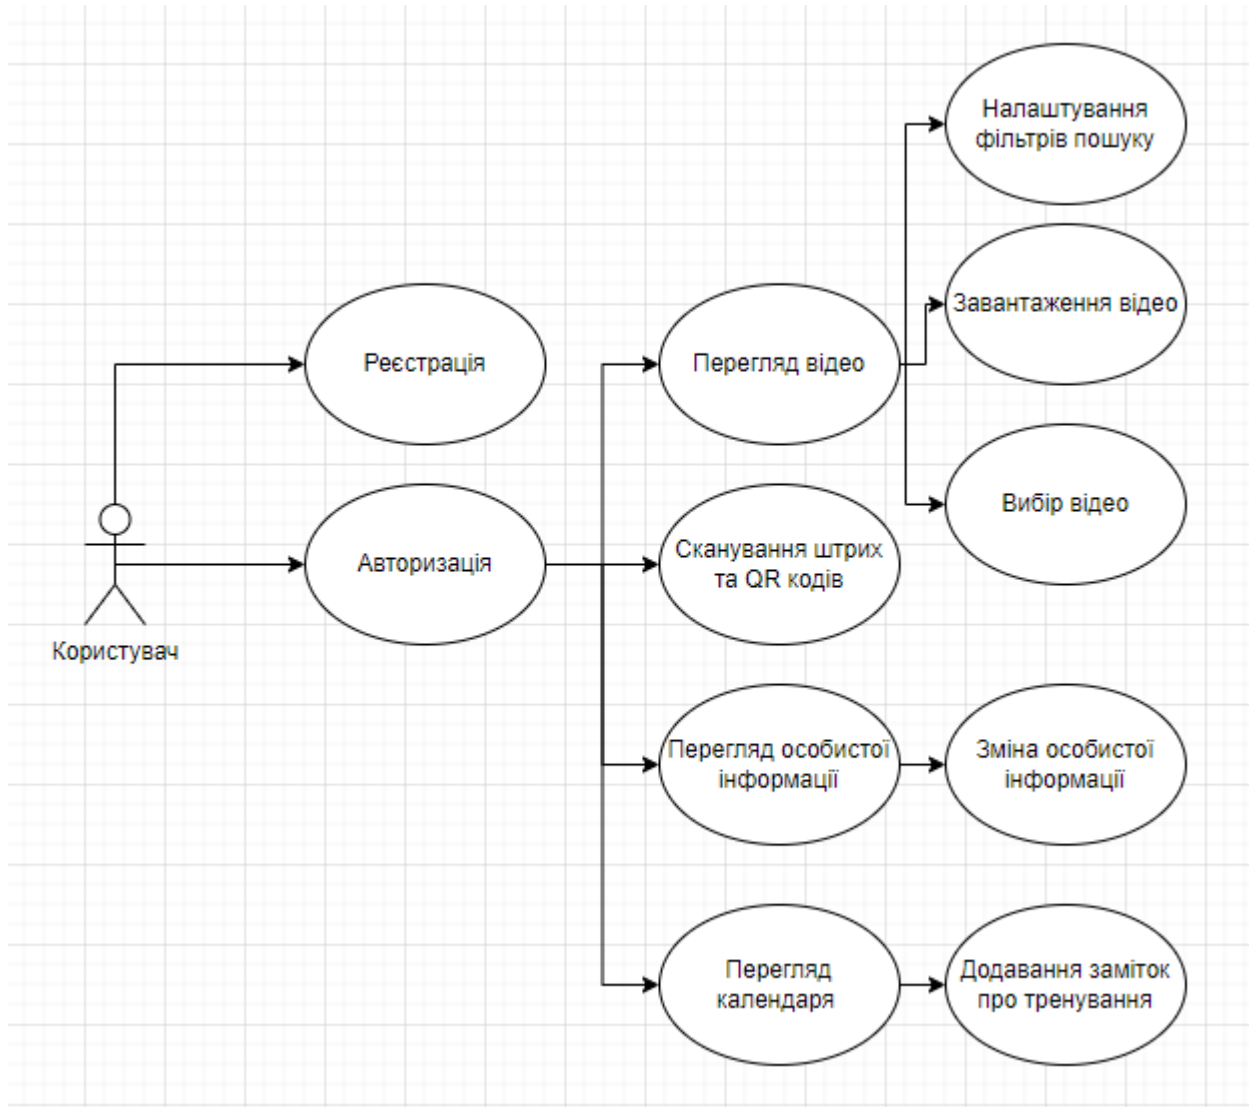 Налаштування
фільтрів пошуку
Завантаження відео
Реєстрація
Перегляд відео
Вибір відео
Авторизація
Сканування штрих
та QR кодів
Користувач
Перегляд особистої
інформації
Зміна особистої
інформації
Перегляд
календаря
Додавання заміток
про тренування